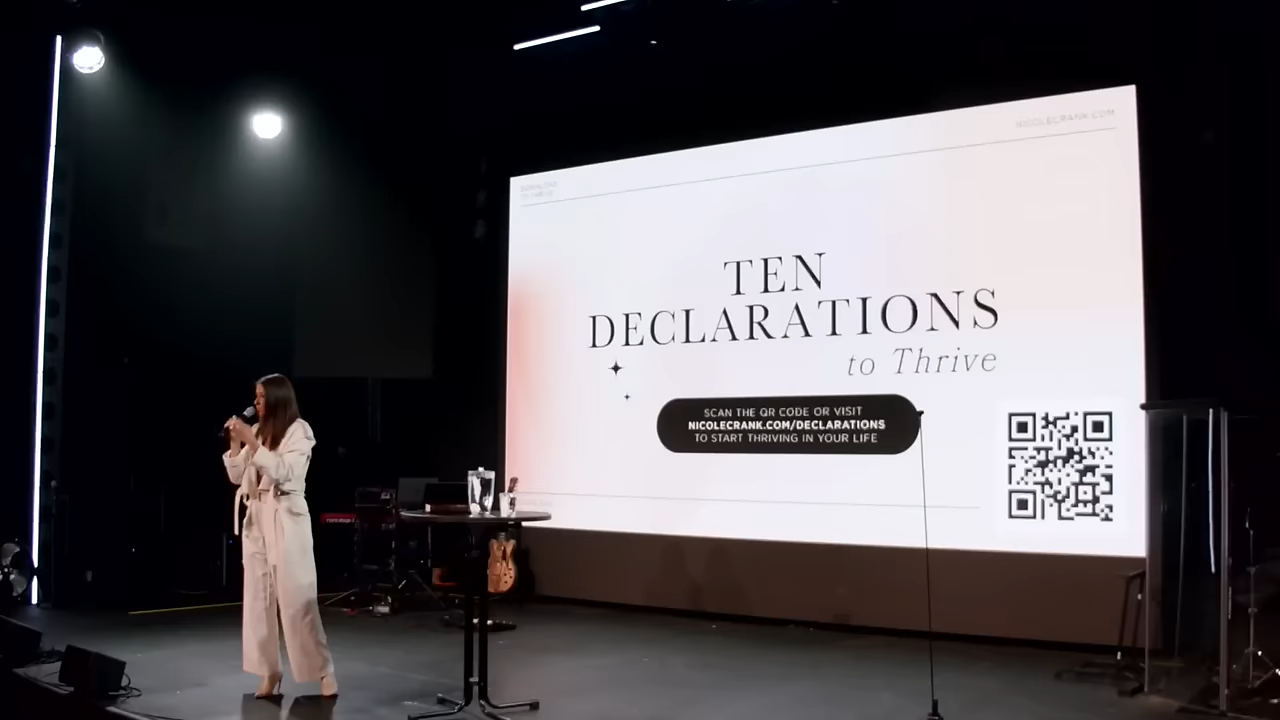 NICOLECRANK.COM
DOWNLOAD
TEN
DECLARATIONS
to Thrive
SCAN THE QR CODE OR VISIT
NICOLECRANK.COM/DECLARATIONS
TO START THRIVING IN YOUR LIFE